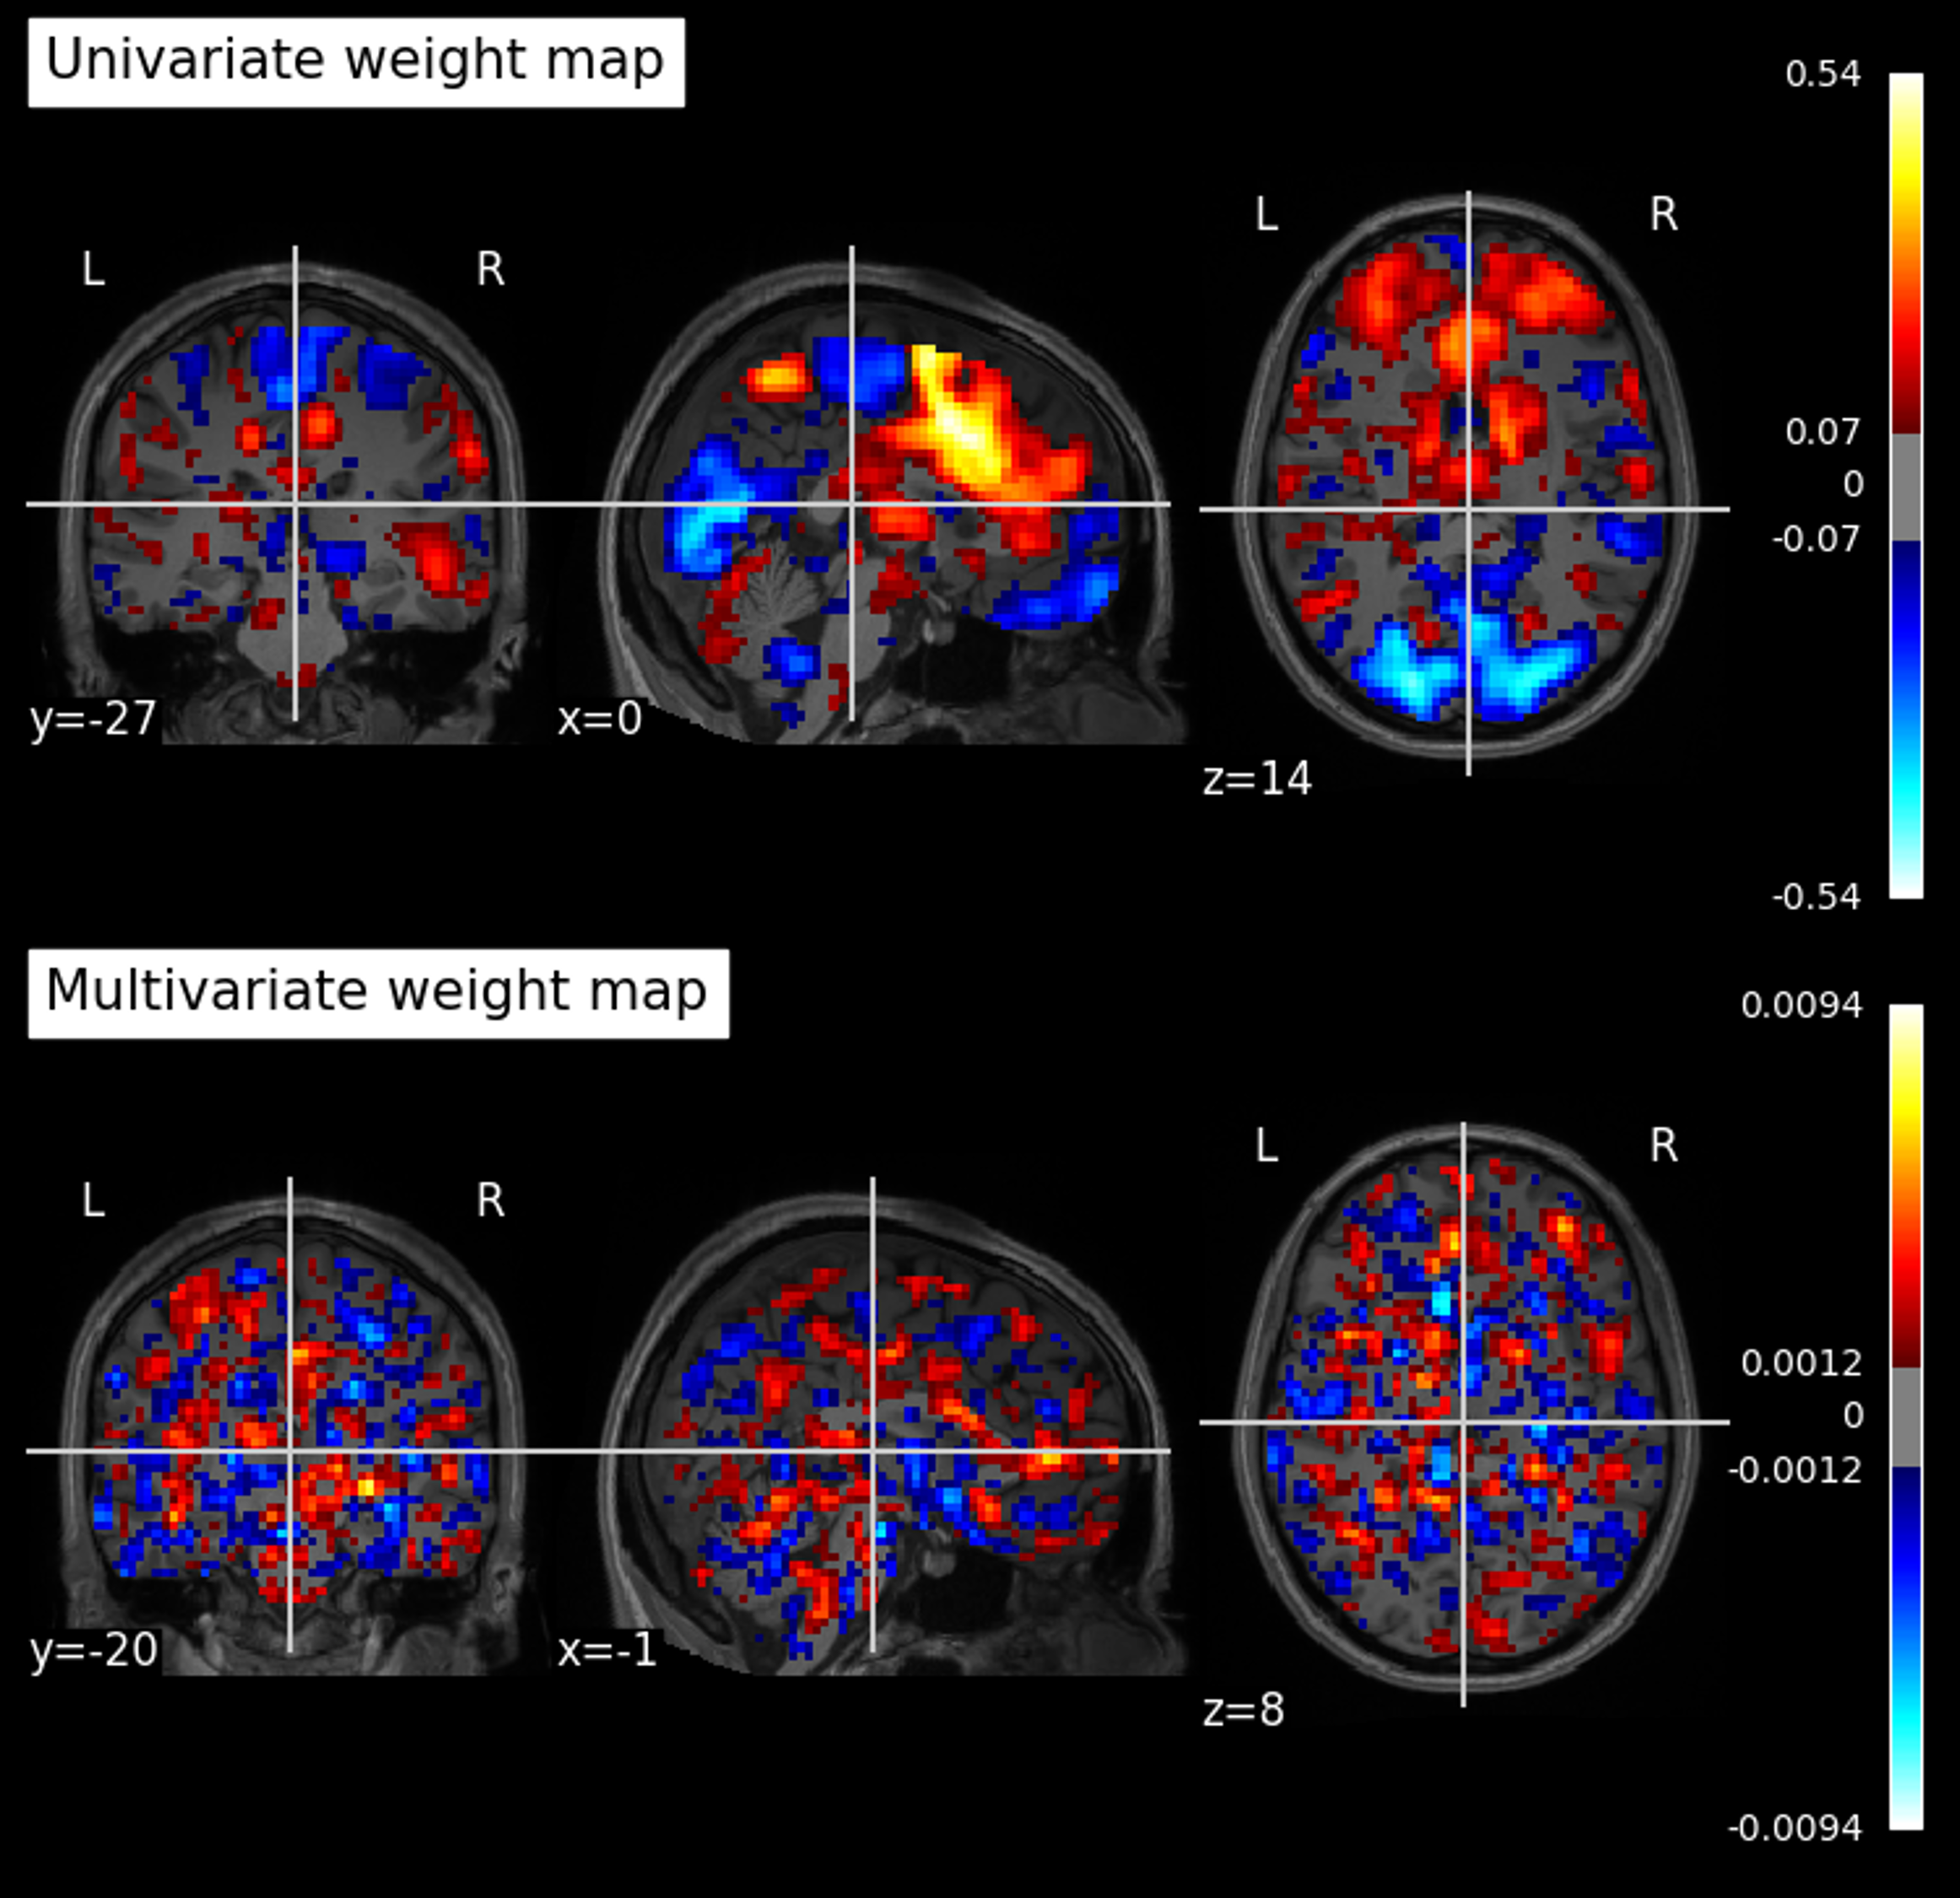 Univariate weight map
L R
y=-27
x=0
L R
z=14
0.54
0.07
0
-0.07
-0.54
Multivariate weight map
L R
y=-20
x=-1
L R
z=8
0.0094
0.0012
0
-0.0012
-0.0094